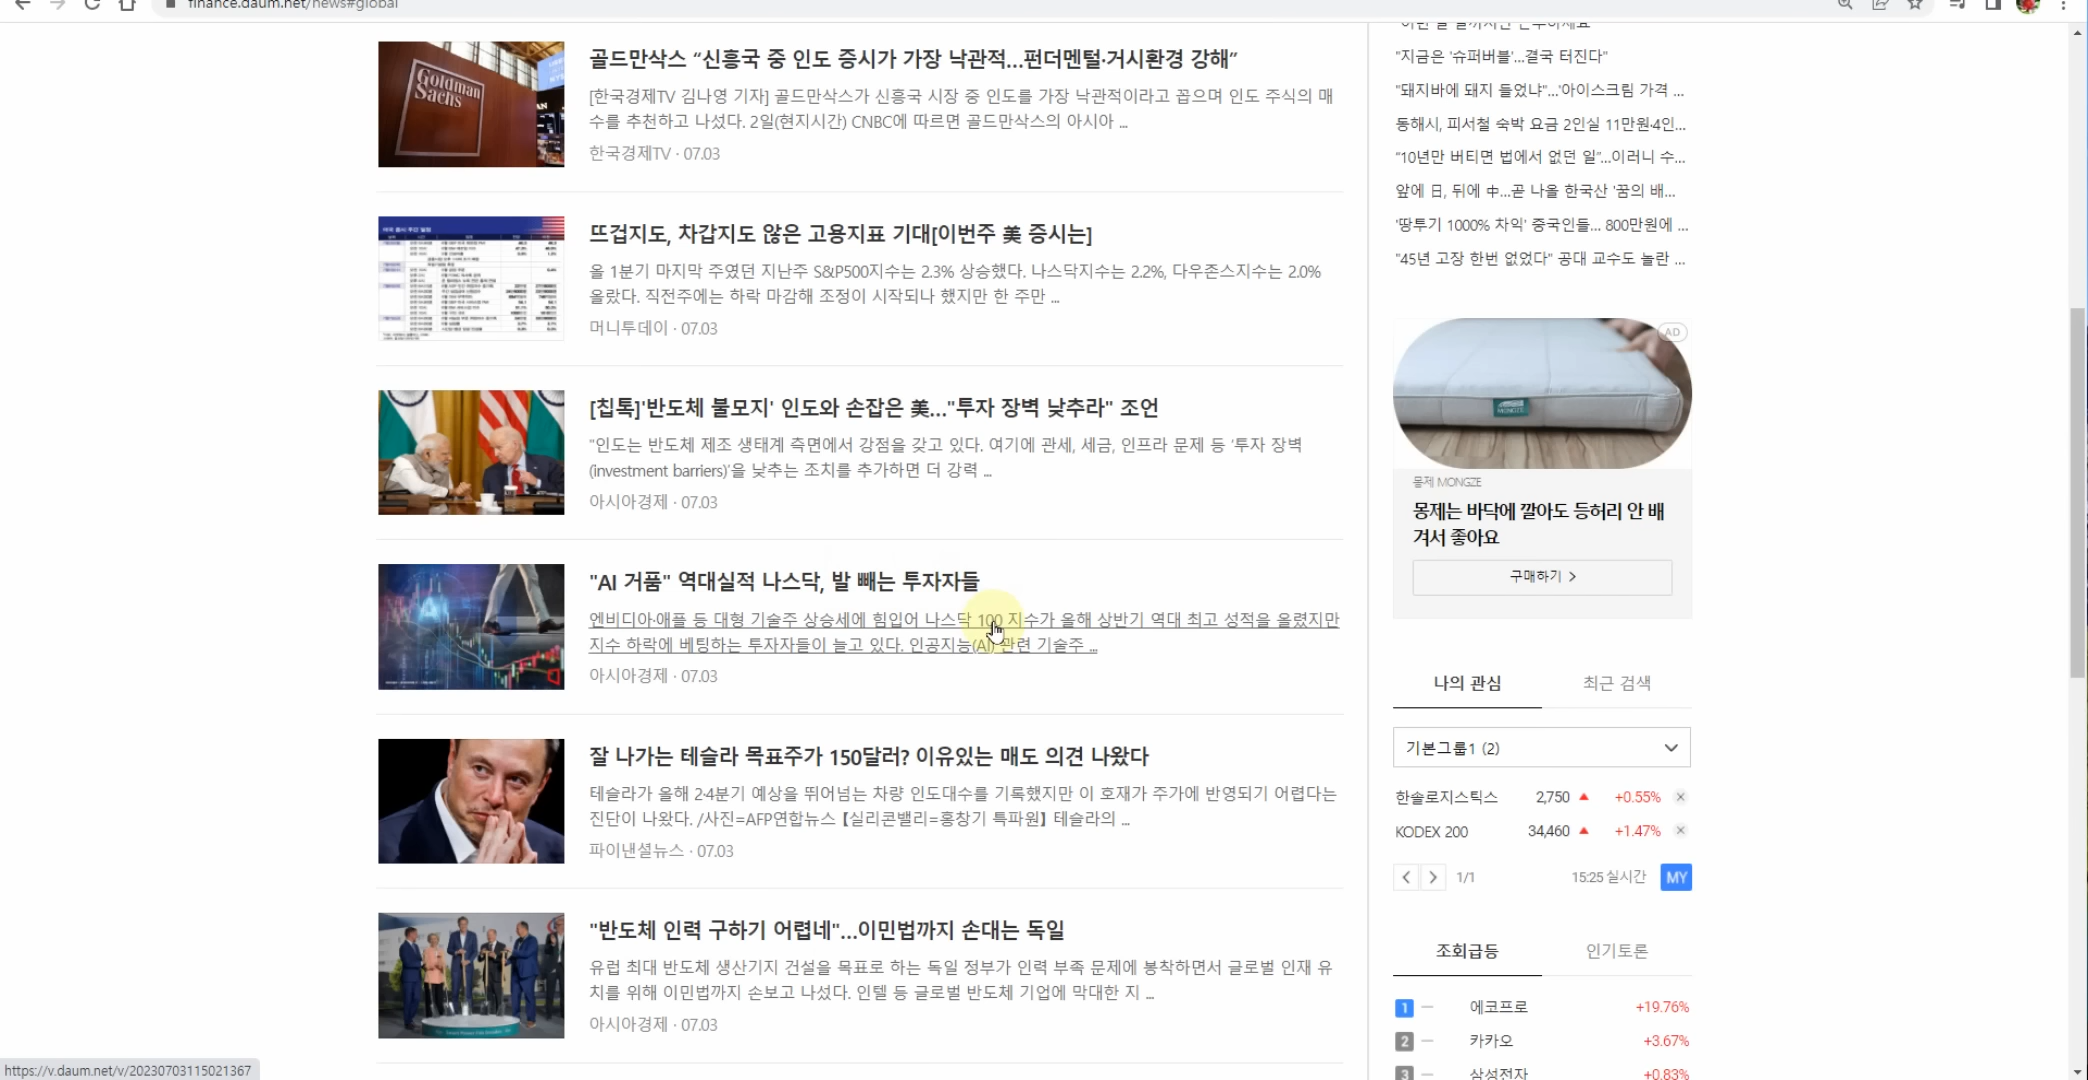 finance.daum.net/news#global
Goldman
Sachs
골드만삭스 “신흥국 중 인도 증시가 가장 낙관적...펀더멘털·거시환경 강해”
[한국경제TV 김나영 기자] 골드만삭스가 신흥국 시장 중 인도를 가장 낙관적이라고 꼽으며 인도 주식의 매
수를 추천하고 나섰다. 2일(현지시간) CNBC에 따르면 골드만삭스의 아시아 ...
한국경제TV · 07.03
뜨겁지도, 차갑지도 않은 고용지표 기대[이번주 美 증시는]
올 1분기 마지막 주였던 지난주 S&P500지수는 2.3% 상승했다. 나스닥지수는 2.2%, 다우존스지수는 2.0%
올랐다. 직전주에는 하락 마감해 조정이 시작되나 했지만 한 주만 ...
머니투데이 · 07.03
[칩톡]'반도체 불모지' 인도와 손잡은 美..."투자 장벽 낮추라" 조언
"인도는 반도체 제조 생태계 측면에서 강점을 갖고 있다. 여기에 관세, 세금, 인프라 문제 등 ‘투자 장벽
(investment barriers)’을 낮추는 조치를 추가하면 더 강력 ...
아시아경제 · 07.03
"AI 거품" 역대실적 나스닥, 발 빼는 투자자들
엔비디아·애플 등 대형 기술주 상승세에 힘입어 나스닥 100 지수가 올해 상반기 역대 최고 성적을 올렸지만
지수 하락에 베팅하는 투자자들이 늘고 있다. 인공지능(AI) 관련 기술주 ...
아시아경제 · 07.03
잘 나가는 테슬라 목표주가 150달러? 이유있는 매도 의견 나왔다
테슬라가 올해 2·4분기 예상을 뛰어넘는 차량 인도대수를 기록했지만 이 호재가 주가에 반영되기 어렵다는
진단이 나왔다. /사진=AFP연합뉴스【실리콘밸리=홍창기 특파원】테슬라의 ...
파이낸셜뉴스 · 07.03
"반도체 인력 구하기 어렵네"...이민법까지 손대는 독일
유럽 최대 반도체 생산기지 건설을 목표로 하는 독일 정부가 인력 부족 문제에 봉착하면서 글로벌 인재 유
치를 위해 이민법까지 손보고 나섰다. 인텔 등 글로벌 반도체 기업에 막대한 지 ...
아시아경제 · 07.03
"지금은 '슈퍼버블'...결국 터진다"
"돼지바에 돼지 들었냐"...'아이스크림 가격 ...
동해시, 피서철 숙박 요금 2인실 11만원·4인...
"10년만 버티면 법에서 없던 일"...이러니 수...
앞에 日, 뒤에 中...곧 나올 한국산 '꿈의 배...
'땅투기 1000% 차익' 중국인들... 800만원에 ...
"45년 고장 한번 없었다" 공대 교수도 놀란 ...
AD
MONGZE
몽제 MONGZE
몽제는 바닥에 깔아도 등허리 안 배
겨서 좋아요
구매하기 >
나의 관심 최근 검색
기본그룹1 (2)
한솔로지스틱스 2,750 ▲ +0.55% ×
KODEX 200 34,460 ▲ +1.47% ×
< > 1/1 15:25 실시간 MY
조회급등 인기토론
1 에코프로 +19.76%
2 카카오 +3.67%
3 삼성전자 +0.83%
https://v.daum.net/v/20230703115021367